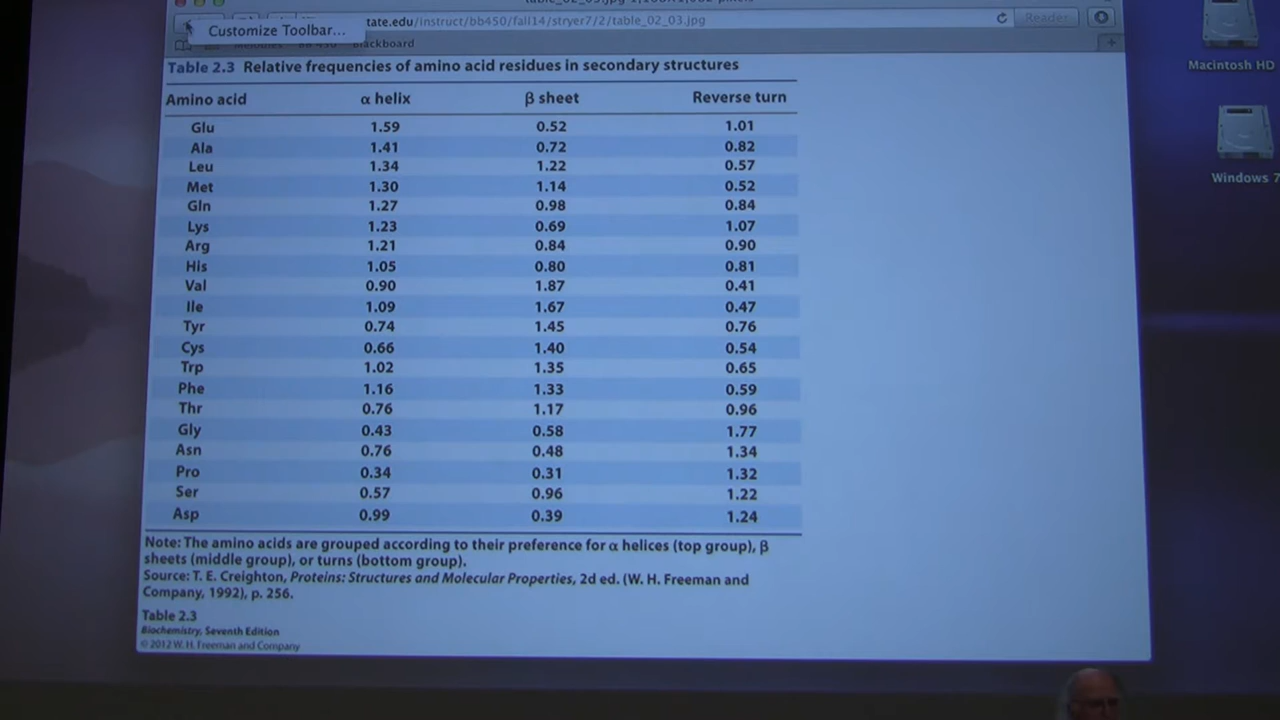 tate.edu/instruct/bb450/fall14/stryer7/2/table_02_03.jpg
Reader
Customize Toolbar...
Blackboard
Macintosh HD
Windows 7
Table 2.3 Relative frequencies of amino acid residues in secondary structures
Amino acid α helix β sheet Reverse turn
Glu 1.59 0.52 1.01
Ala 1.41 0.72 0.82
Leu 1.34 1.22 0.57
Met 1.30 1.14 0.52
Gln 1.27 0.98 0.84
Lys 1.23 0.69 1.07
Arg 1.21 0.84 0.90
His 1.05 0.80 0.81
Val 0.90 1.87 0.41
Ile 1.09 1.67 0.47
Tyr 0.74 1.45 0.76
Cys 0.66 1.40 0.54
Trp 1.02 1.35 0.65
Phe 1.16 1.33 0.59
Thr 0.76 1.17 0.96
Gly 0.43 0.58 1.77
Asn 0.76 0.48 1.34
Pro 0.34 0.31 1.32
Ser 0.57 0.96 1.22
Asp 0.99 0.39 1.24
Note: The amino acids are grouped according to their preference for α helices (top group), β
sheets (middle group), or turns (bottom group).
Source: T. E. Creighton, Proteins: Structures and Molecular Properties, 2d ed. (W. H. Freeman and
Company, 1992), p. 256.
Table 2.3
Biochemistry, Seventh Edition
© 2012 W. H. Freeman and Company